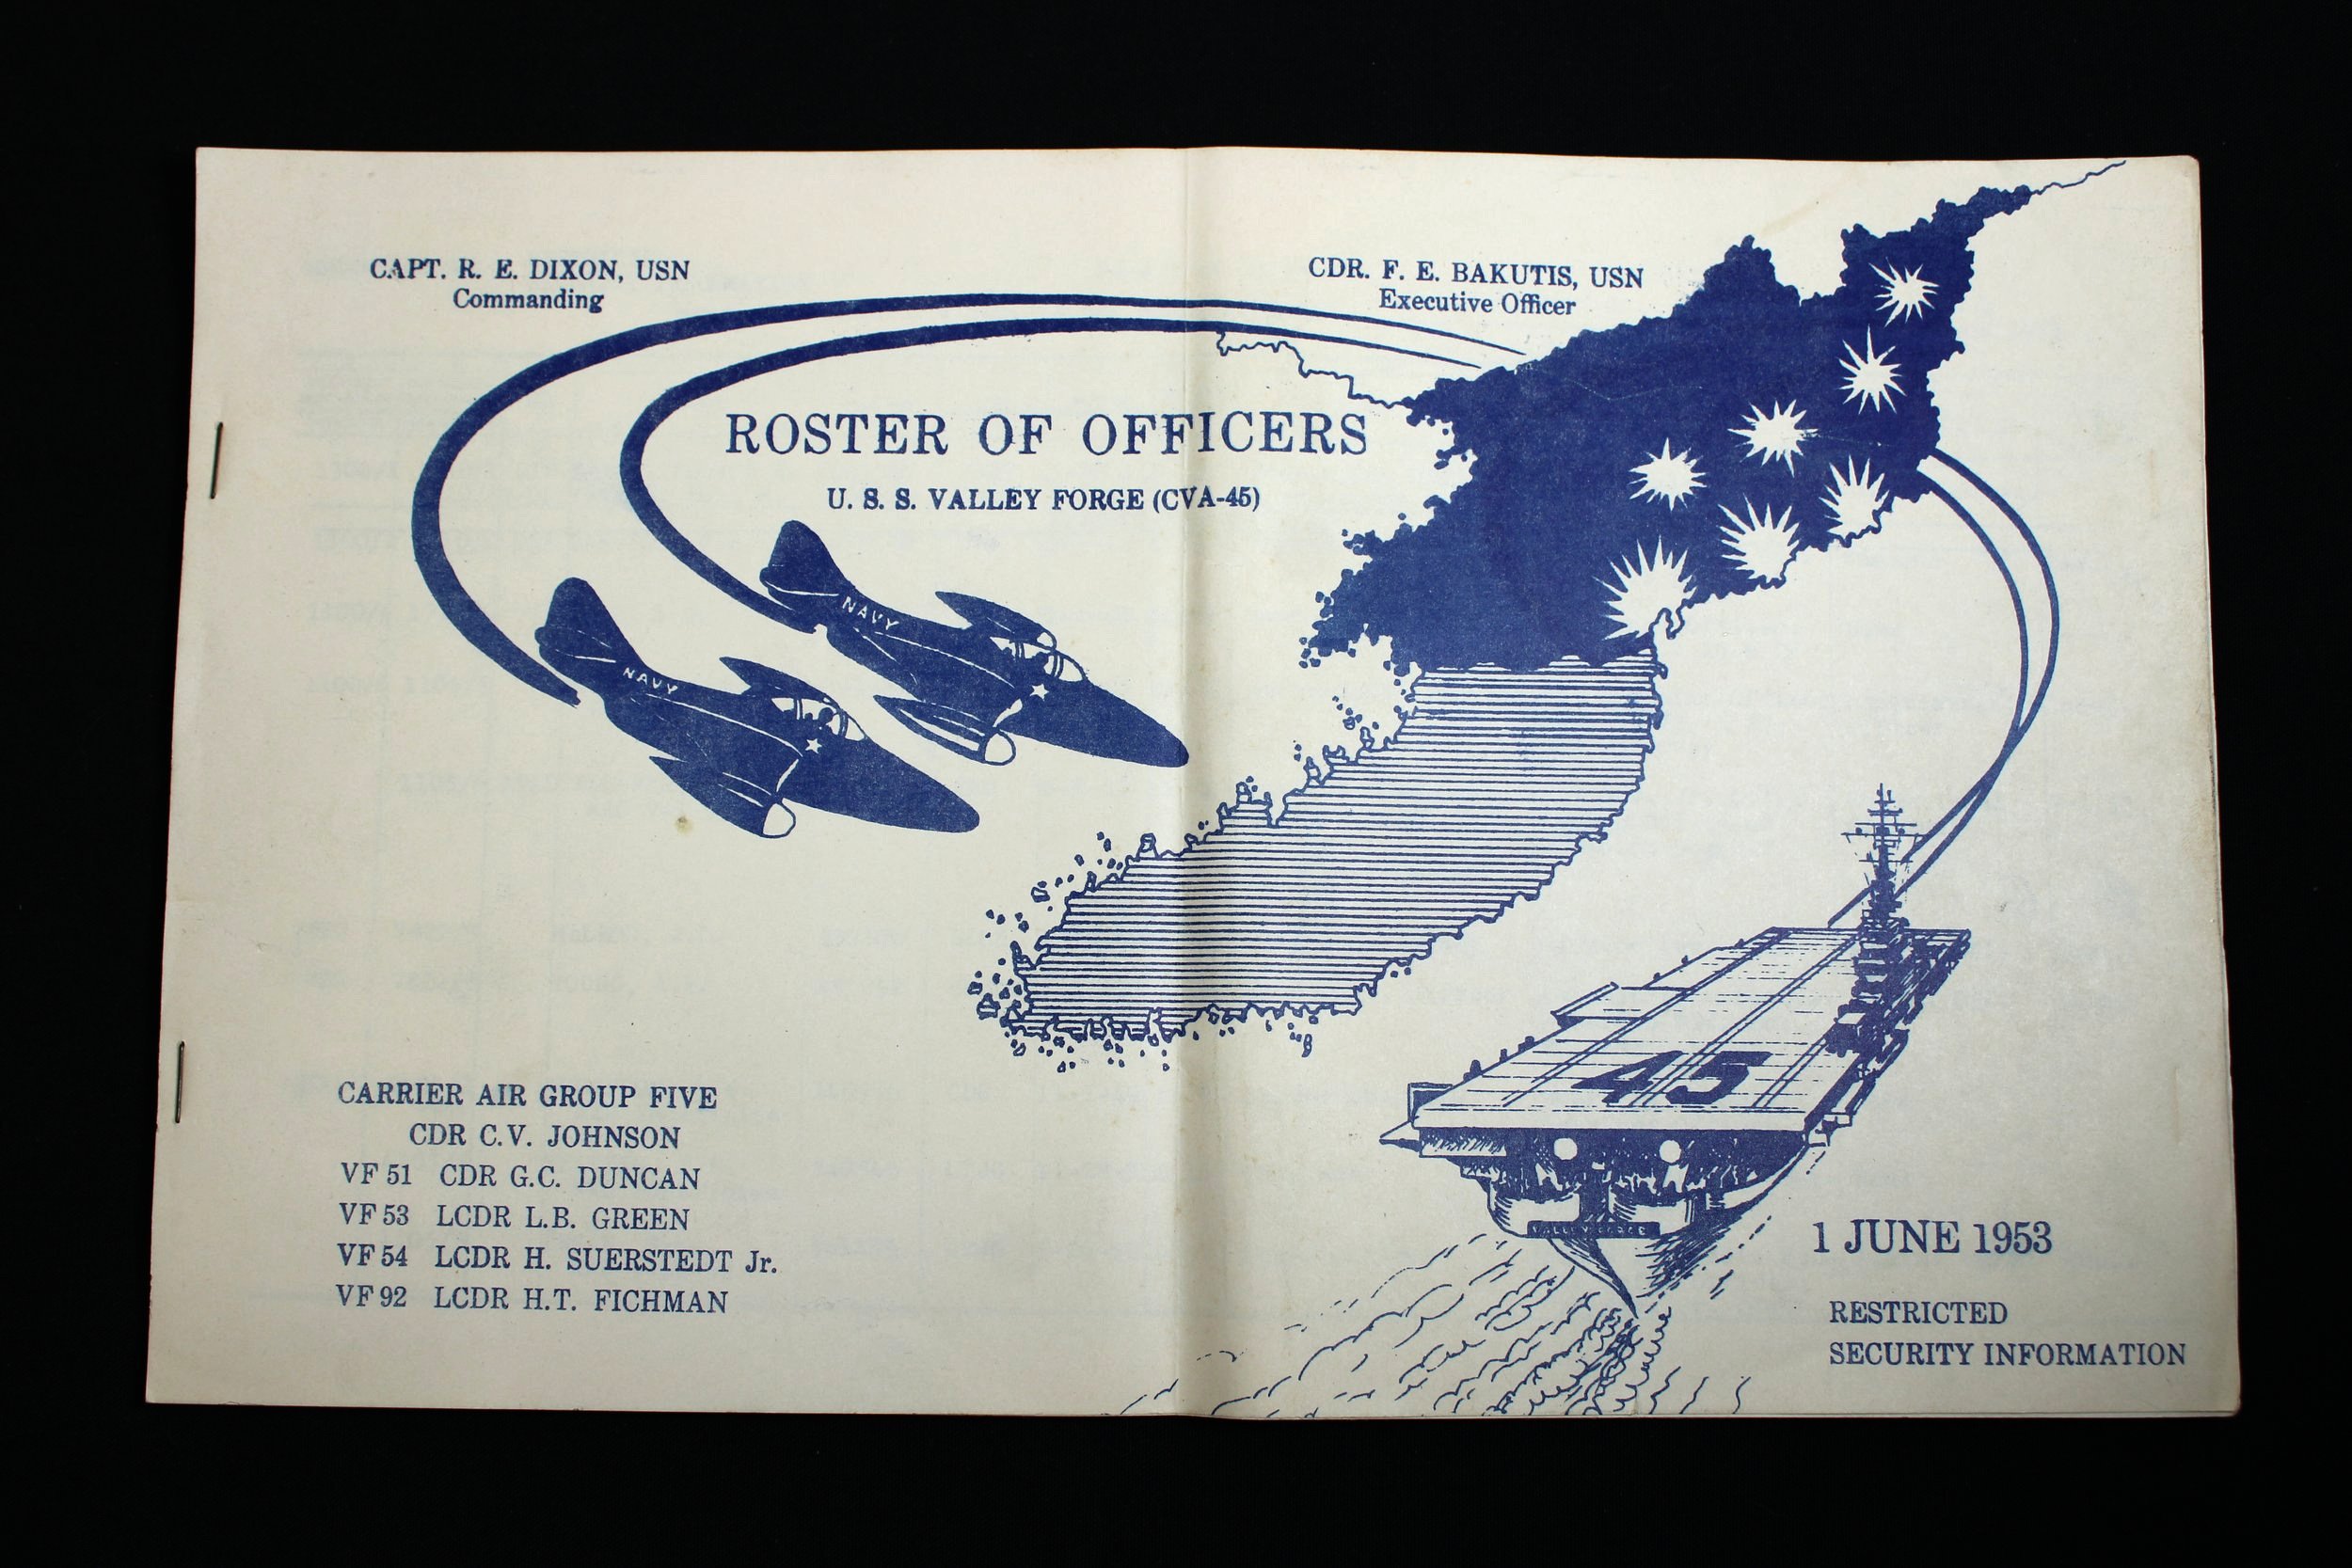 CAPT. R. E. DIXON, USN
Commanding
CDR. F. E. BAKUTIS, USN
Executive Officer
ROSTER OF OFFICERS
U. S. S. VALLEY FORGE (CVA-45)
NAVY
NAVY
45
VALLEY FORGE
CARRIER AIR GROUP FIVE
CDR C.V. JOHNSON
VF 51 CDR G.C. DUNCAN
VF 53 LCDR L.B. GREEN
VF 54 LCDR H. SUERSTEDT Jr.
VF 92 LCDR H.T. FICHMAN
1 JUNE 1953
RESTRICTED
SECURITY INFORMATION